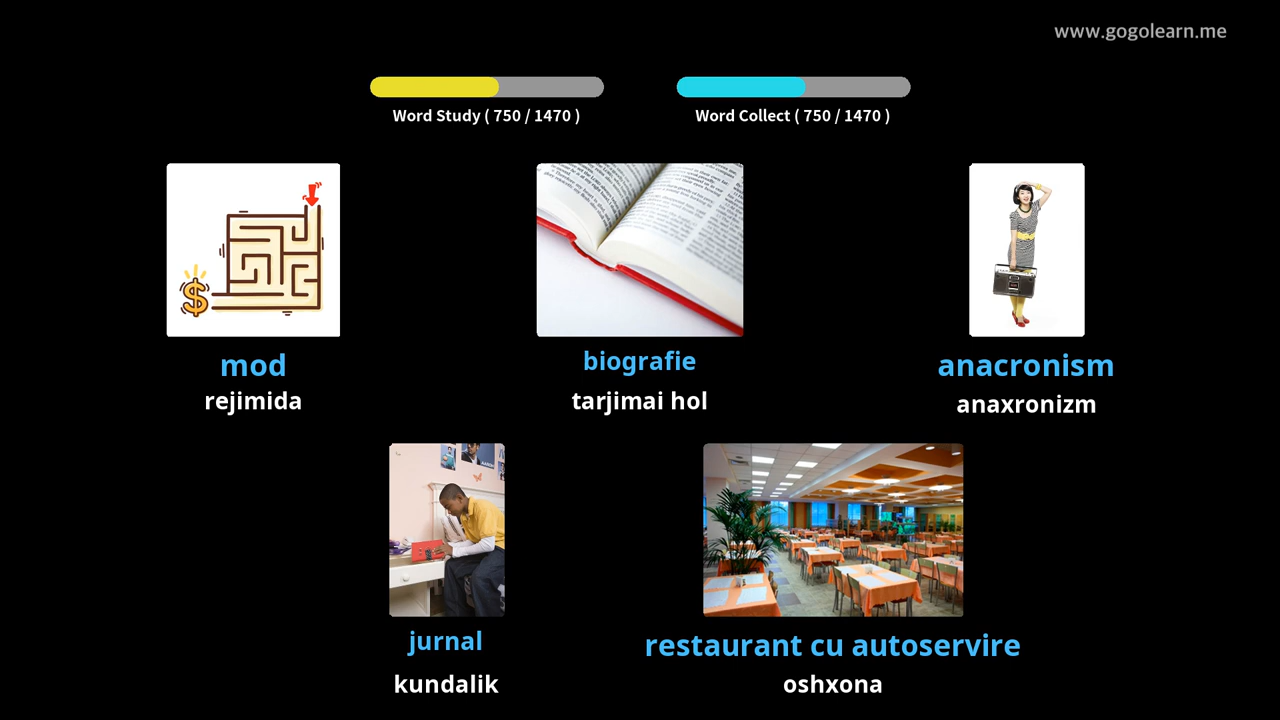 www.gogolearn.me
Word Study ( 750 / 1470 )
Word Collect ( 750 / 1470 )
mod
rejimida
biografie
tarjimai hol
anacronism
anaxronizm
jurnal
kundalik
restaurant cu autoservire
oshxona